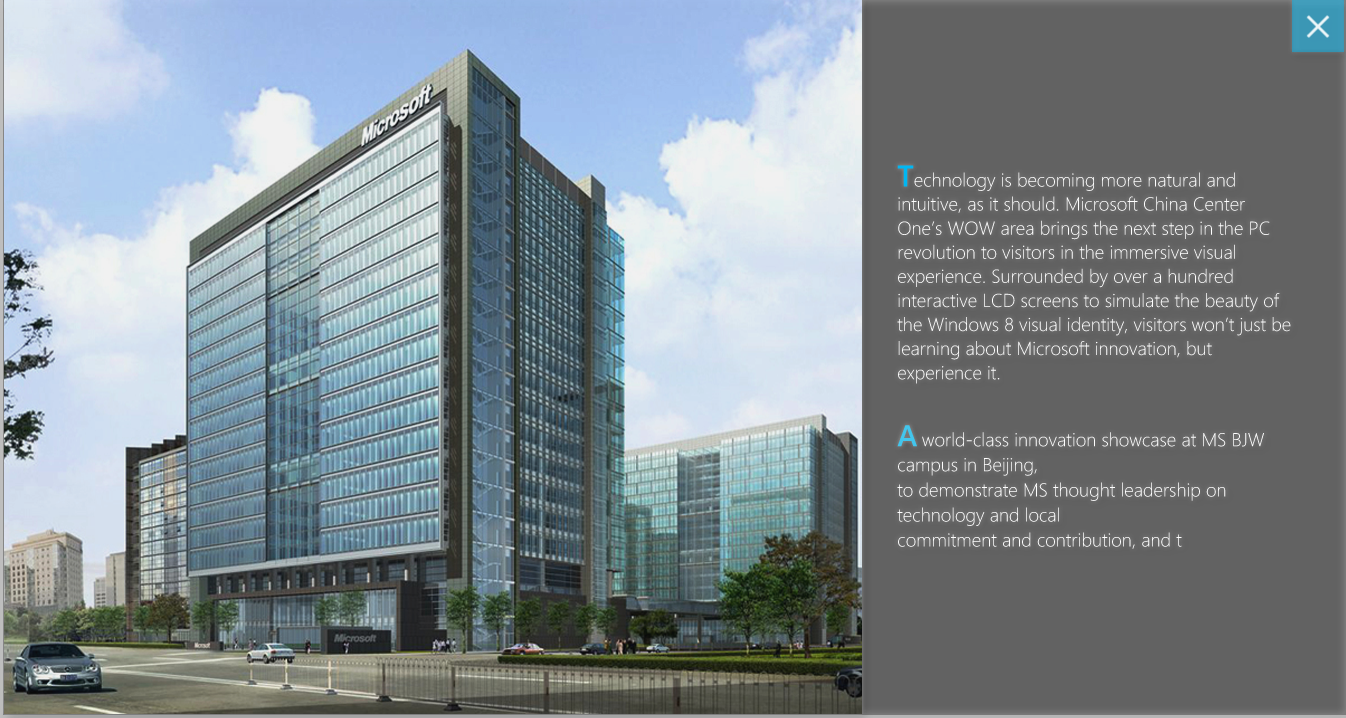 Microsoft
Microsoft
Technology is becoming more natural and
intuitive, as it should. Microsoft China Center
One's WOW area brings the next step in the PC
revolution to visitors in the immersive visual
experience. Surrounded by over a hundred
interactive LCD screens to simulate the beauty of
the Windows 8 visual identity, visitors won't just be
learning about Microsoft innovation, but
experience it.
A world-class innovation showcase at MS BJW
campus in Beijing,
to demonstrate MS thought leadership on
technology and local
commitment and contribution, and t